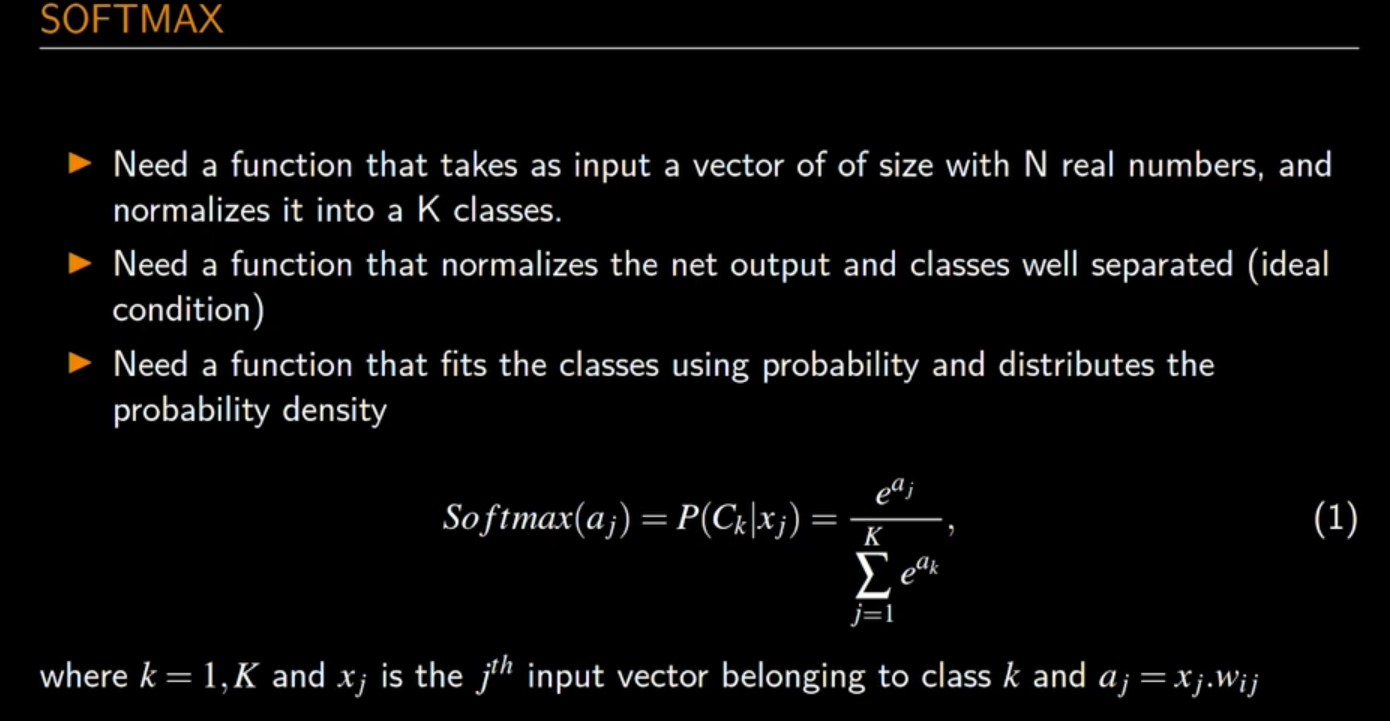 SOFTMAX
▶ Need a function that takes as input a vector of of size with N real numbers, and
normalizes it into a K classes.
▶ Need a function that normalizes the net output and classes well separated (ideal
condition)
▶ Need a function that fits the classes using probability and distributes the
probability density
$Softmax(a_j) = P(C_k|x_j) = \frac{e^{a_j}}{\sum_{j=1}^{K} e^{a_k}},$ (1)
where $k = 1, K$ and $x_j$ is the $j^{th}$ input vector belonging to class $k$ and $a_j = x_j.w_{ij}$